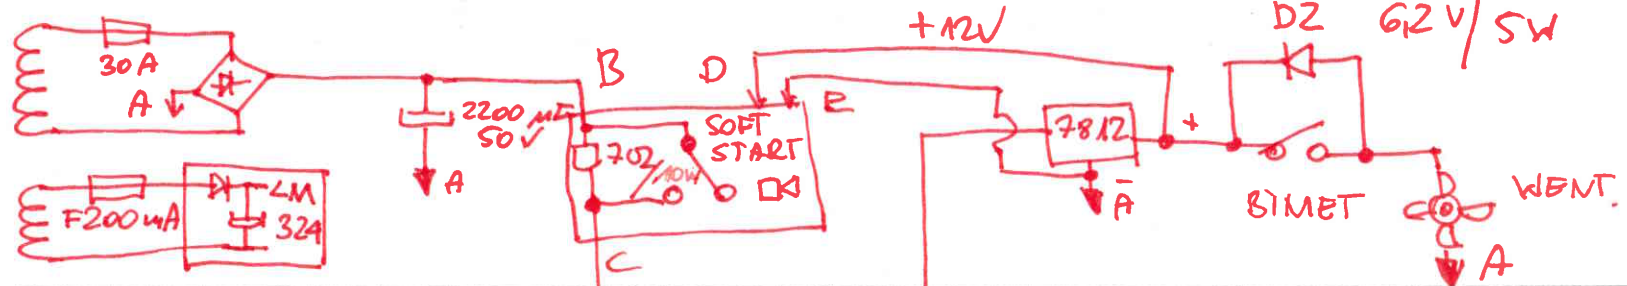 30A
A
2200 µF
50V
A
B
D
E
+12V
SOFT
START
70Ω/10W
C
7812
A
+
DZ 6,2V/5W
BIMET
WENT.
A
F200mA
LM
324